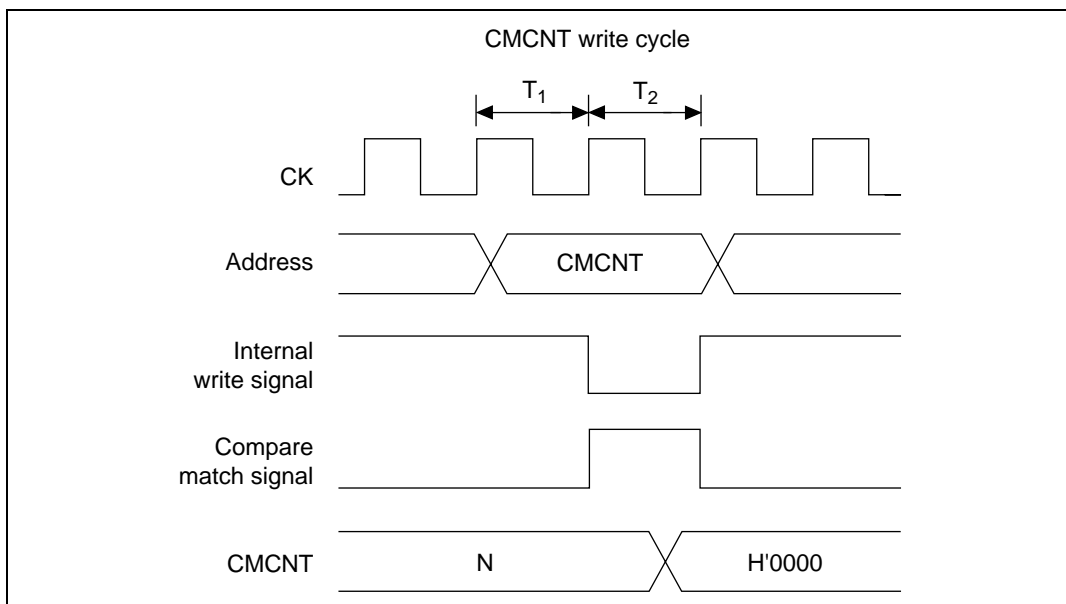 CMCNT write cycle
T1 T2
CK
Address
CMCNT
Internal
write signal
Compare
match signal
CMCNT
N
H'0000